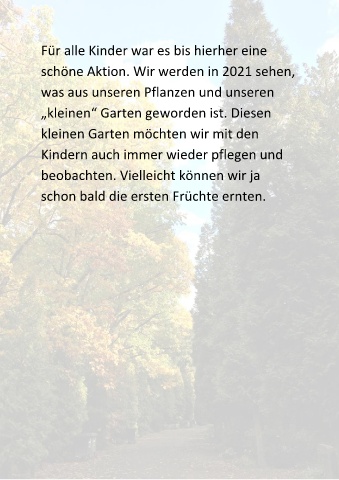 Für alle Kinder war es bis hierher eine
schöne Aktion. Wir werden in 2021 sehen,
was aus unseren Pflanzen und unseren
„kleinen“ Garten geworden ist. Diesen
kleinen Garten möchten wir mit den
Kindern auch immer wieder pflegen und
beobachten. Vielleicht können wir ja
schon bald die ersten Früchte ernten.